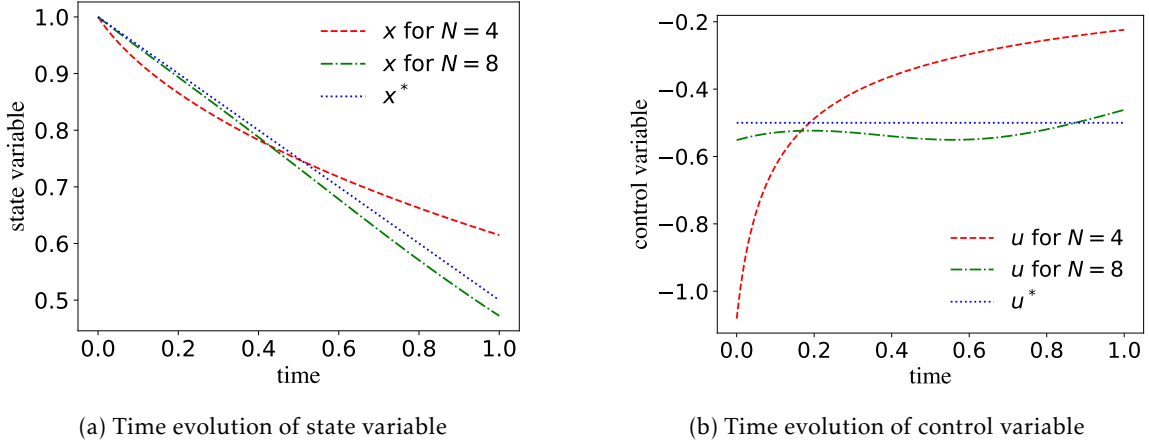 1.0
0.9
0.8
0.7
0.6
0.5
state variable
x for N = 4
x for N = 8
x*
0.0 0.2 0.4 0.6 0.8 1.0
time
(a) Time evolution of state variable
−0.2
−0.4
−0.6
−0.8
−1.0
control variable
u for N = 4
u for N = 8
u*
0.0 0.2 0.4 0.6 0.8 1.0
time
(b) Time evolution of control variable